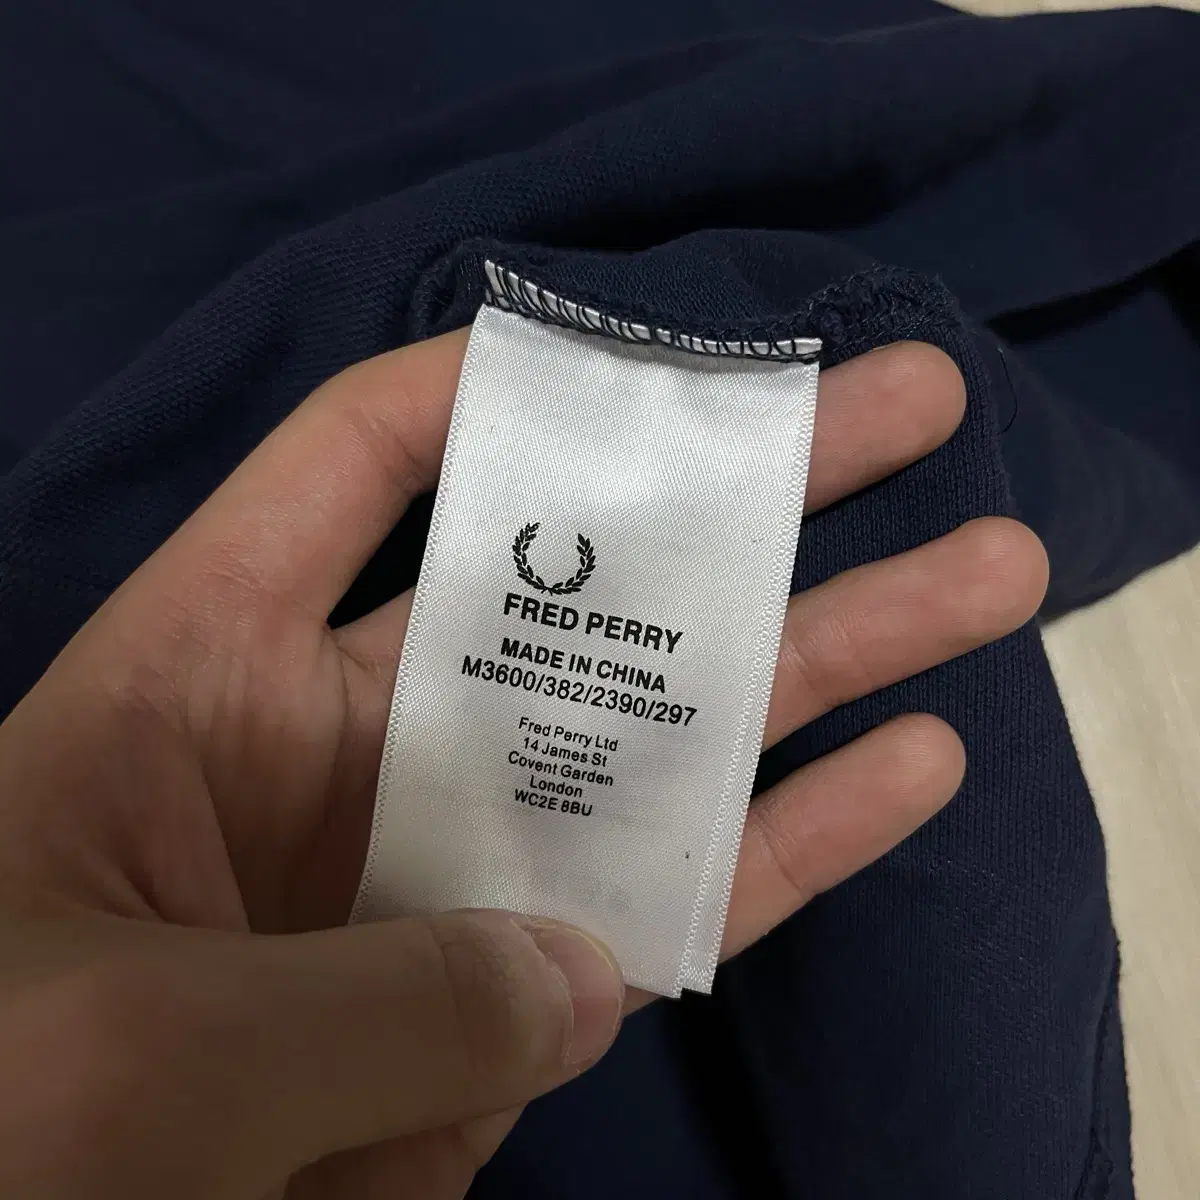 FRED PERRY
MADE IN CHINA
M3600/382/2390/297
Fred Perry Ltd
14 James St
Covent Garden
London
WC2E 8BU